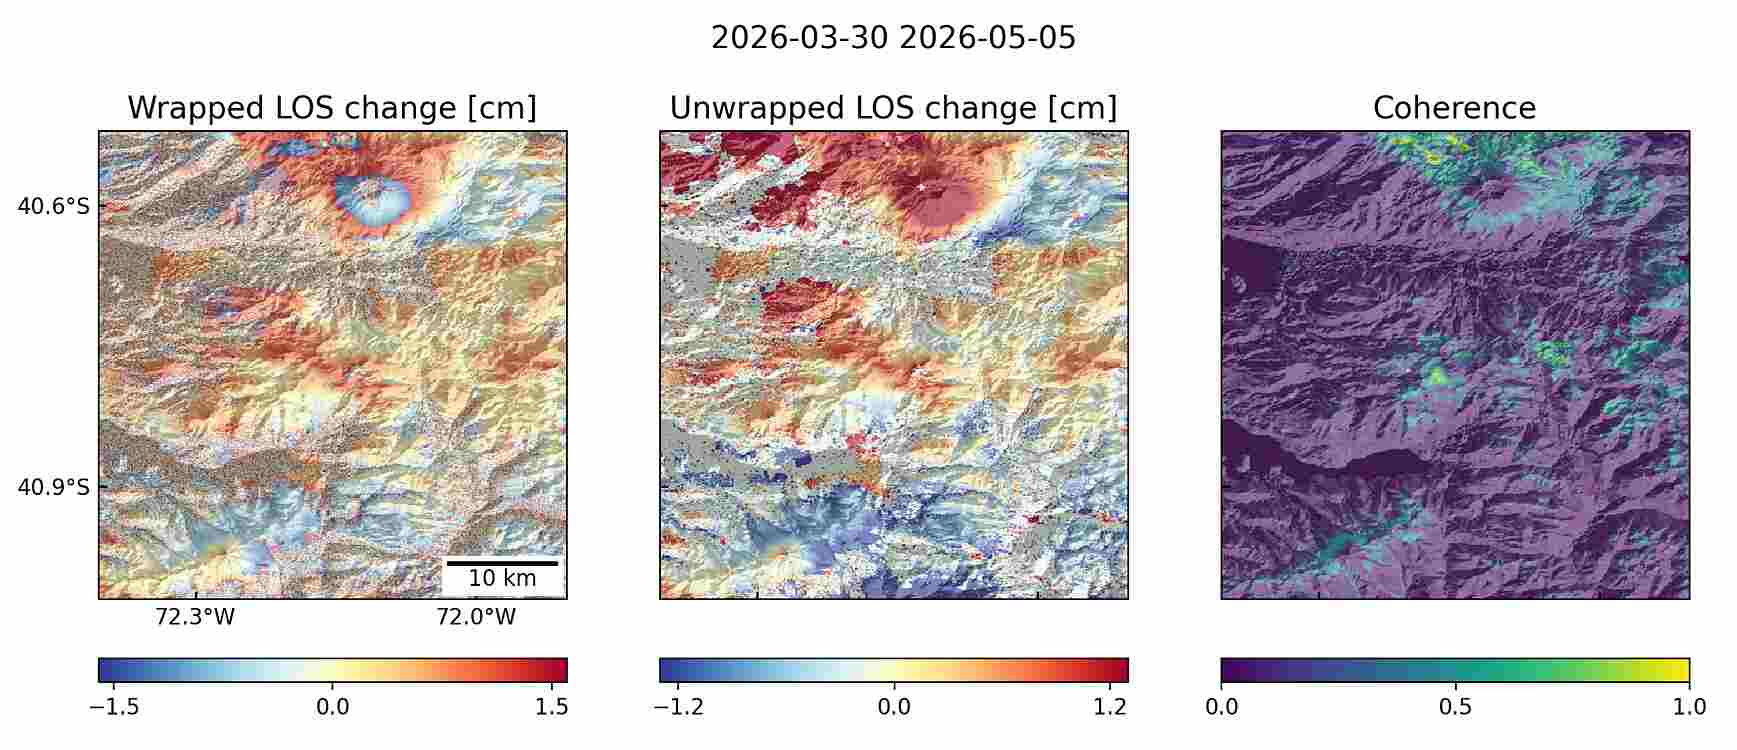 2026-03-30 2026-05-05
Wrapped LOS change [cm]
Unwrapped LOS change [cm]
Coherence
40.6°S
40.9°S
10 km
72.3°W
72.0°W
−1.5
0.0
1.5
−1.2
0.0
1.2
0.0
0.5
1.0